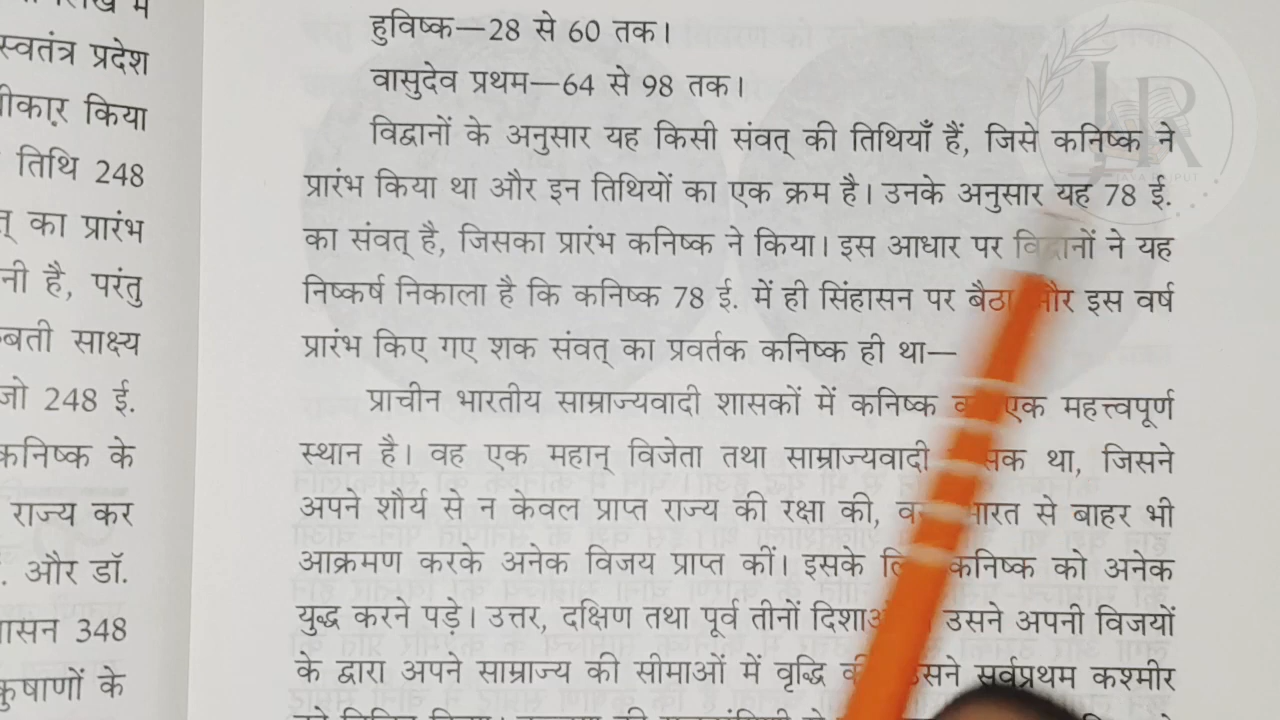 स्वतंत्र प्रदेश
किया
तिथि 248
का प्रारंभ
है, परंतु
साक्ष्य
जो 248 ई.
कनिष्क के
राज्य कर
और डॉ.
348
कुषाणों के
हुविष्क—28 से 60 तक।
वासुदेव प्रथम—64 से 98 तक।
विद्वानों के अनुसार यह किसी संवत् की तिथियाँ हैं, जिसे कनिष्क ने
प्रारंभ किया था और इन तिथियों का एक क्रम है। उनके अनुसार यह 78 ई.
का संवत् है, जिसका प्रारंभ कनिष्क ने किया। इस आधार पर विद्वानों ने यह
निष्कर्ष निकाला है कि कनिष्क 78 ई. में ही सिंहासन पर बैठा और इस वर्ष
प्रारंभ किए गए शक संवत् का प्रवर्तक कनिष्क ही था—
प्राचीन भारतीय साम्राज्यवादी शासकों में कनिष्क एक महत्त्वपूर्ण
स्थान है। वह एक महान् विजेता तथा साम्राज्यवादी था, जिसने
अपने शौर्य से न केवल प्राप्त राज्य की रक्षा की, भारत से बाहर भी
आक्रमण करके अनेक विजय प्राप्त कीं। इसके कनिष्क को अनेक
युद्ध करने पड़े। उत्तर, दक्षिण तथा पूर्व तीनों उसने अपनी विजयों
के द्वारा अपने साम्राज्य की सीमाओं में वृद्धि उसने सर्वप्रथम कश्मीर
JR